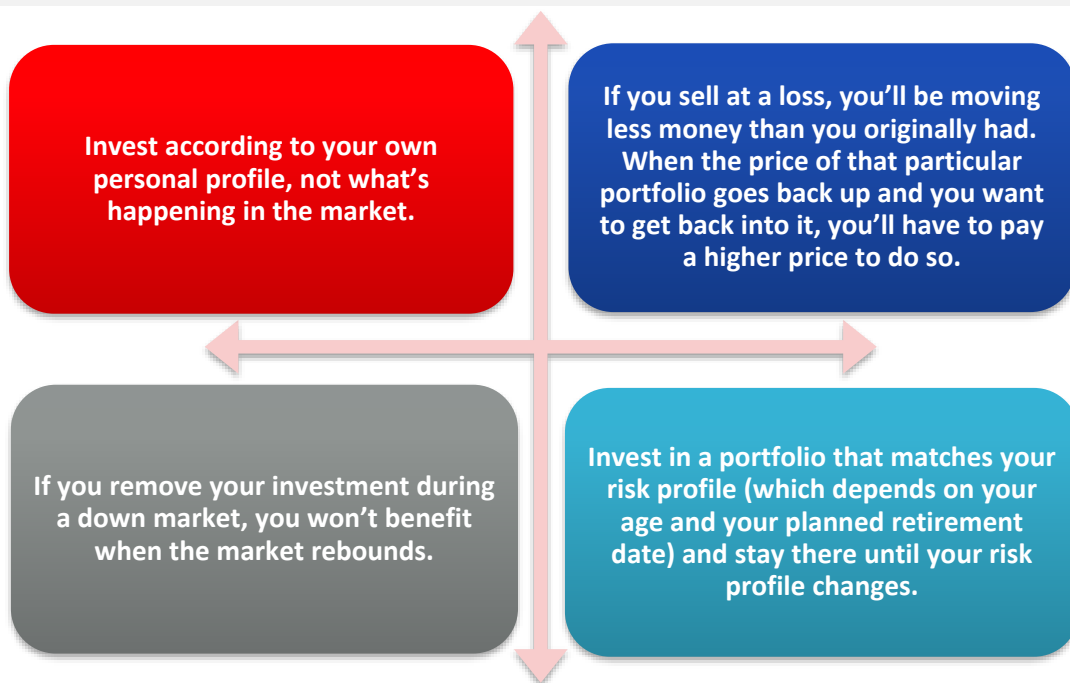 Invest according to your own
personal profile, not what’s
happening in the market.
If you sell at a loss, you’ll be moving
less money than you originally had.
When the price of that particular
portfolio goes back up and you want
to get back into it, you’ll have to pay
a higher price to do so.
If you remove your investment during
a down market, you won’t benefit
when the market rebounds.
Invest in a portfolio that matches your
risk profile (which depends on your
age and your planned retirement
date) and stay there until your risk
profile changes.